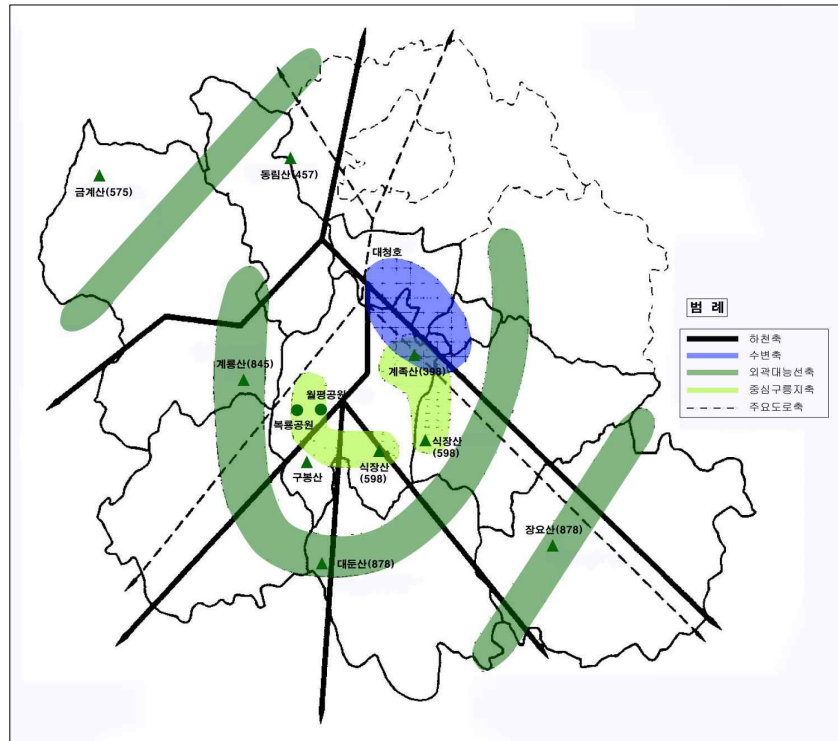 동림산(457)
금계산(575)
대청호
범 례
하천축
수변축
외곽대능선축
중심구릉지축
주요도로축
계룡산(845)
계족산(398)
월평공원
복룡공원
식장산
(598)
식장산
(598)
구봉산
장요산(878)
대둔산(878)